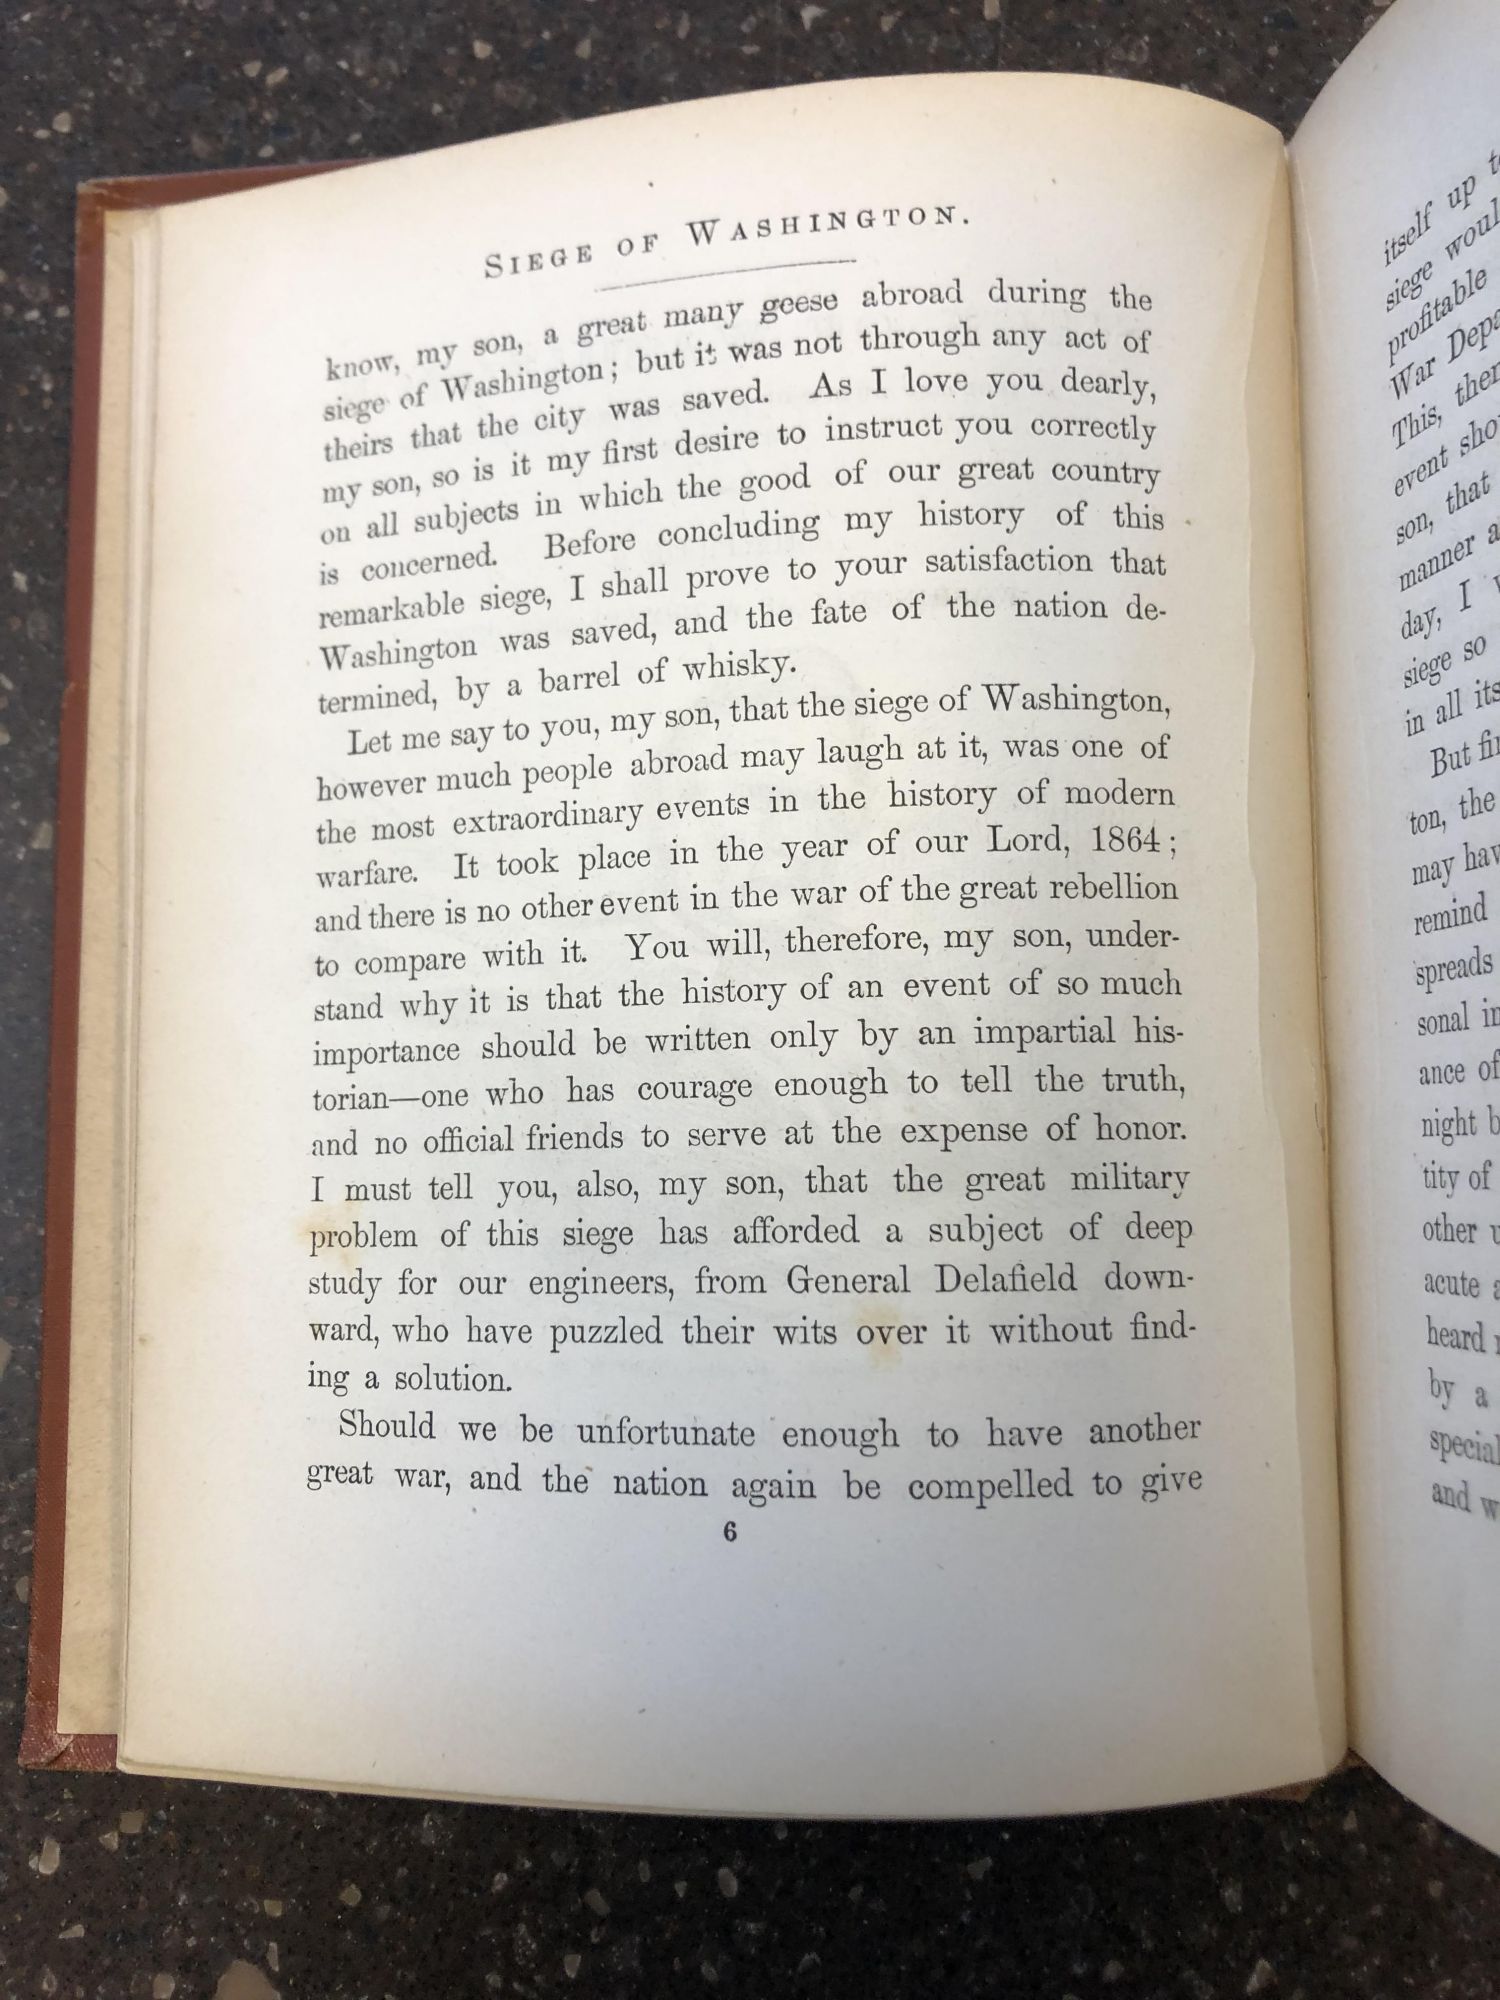 SIEGE OF WASHINGTON.
know, my son, a great many geese abroad during the
siege of Washington; but it was not through any act of
theirs that the city was saved. As I love you dearly,
my son, so is it my first desire to instruct you correctly
on all subjects in which the good of our great country
is concerned. Before concluding my history of this
remarkable siege, I shall prove to your satisfaction that
Washington was saved, and the fate of the nation de-
termined, by a barrel of whisky.
Let me say to you, my son, that the siege of Washington,
however much people abroad may laugh at it, was one of
the most extraordinary events in the history of modern
warfare. It took place in the year of our Lord, 1864;
and there is no other event in the war of the great rebellion
to compare with it. You will, therefore, my son, under-
stand why it is that the history of an event of so much
importance should be written only by an impartial his-
torian—one who has courage enough to tell the truth,
and no official friends to serve at the expense of honor.
I must tell you, also, my son, that the great military
problem of this siege has afforded a subject of deep
study for our engineers, from General Delafield down-
ward, who have puzzled their wits over it without find-
ing a solution.
Should we be unfortunate enough to have another
great war, and the nation again be compelled to give
6
itself up
siege
profitable
War
This,
event
son, that
manner
day, I
siege so
in all its
But
ton, the
may
remind
spreads
sonal
ance of
night
tity of
other
acute
heard
by a
special
and